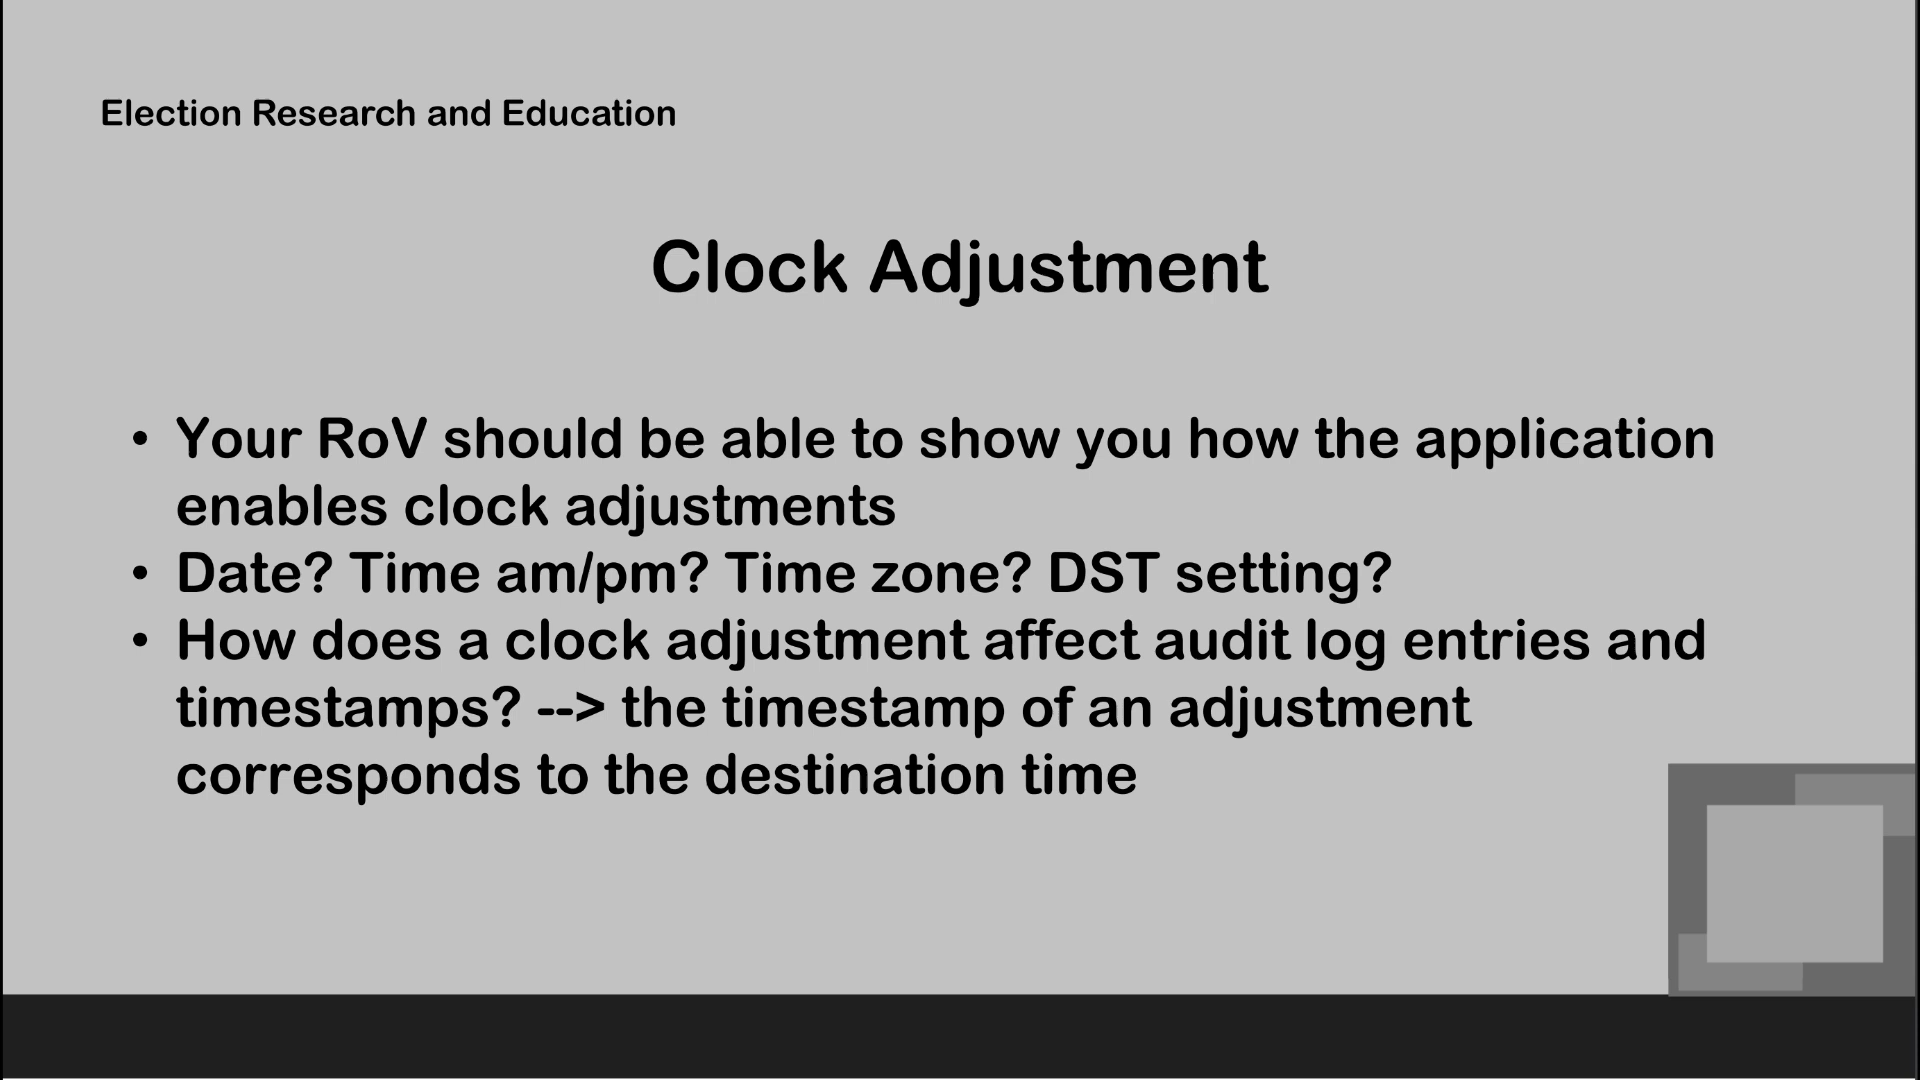 Election Research and Education
Clock Adjustment
• Your RoV should be able to show you how the application
enables clock adjustments
• Date? Time am/pm? Time zone? DST setting?
• How does a clock adjustment affect audit log entries and
timestamps? --> the timestamp of an adjustment
corresponds to the destination time